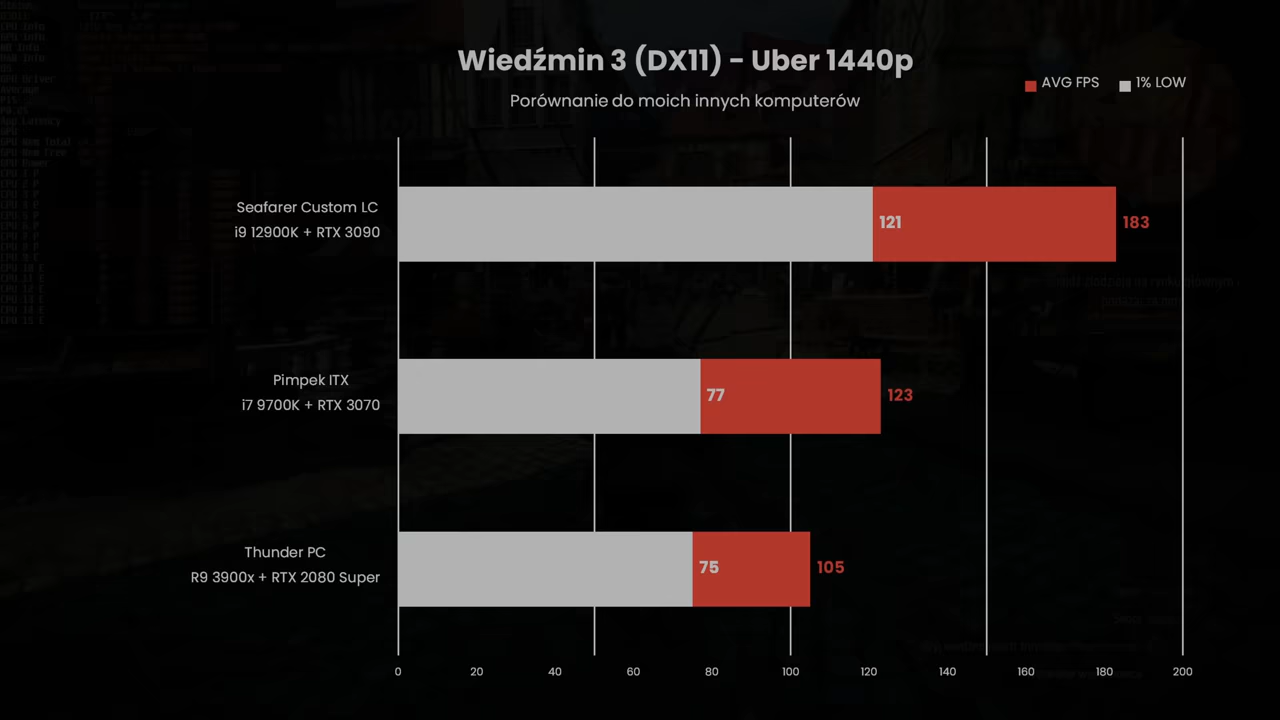 Wiedźmin 3 (DX11) - Uber 1440p
Porównanie do moich innych komputerów
AVG FPS
1% LOW
Seafarer Custom LC
i9 12900K + RTX 3090
121
183
Pimpek ITX
i7 9700K + RTX 3070
77
123
Thunder PC
R9 3900x + RTX 2080 Super
75
105
0 20 40 60 80 100 120 140 160 180 200